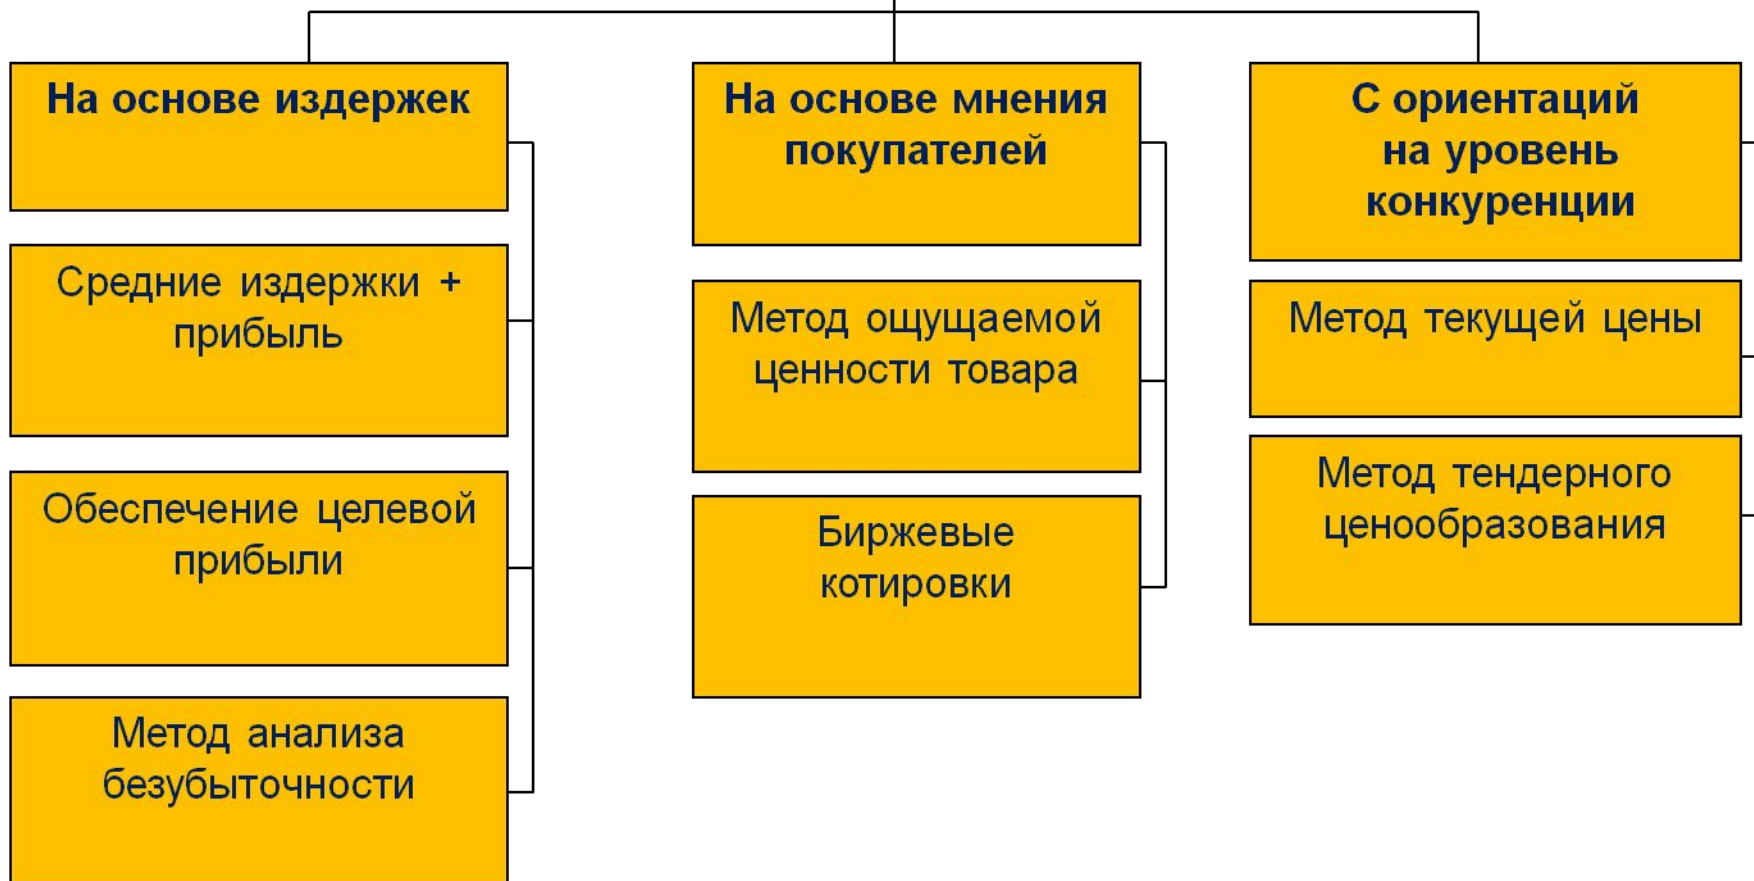 На основе издержек
Средние издержки +
прибыль
Обеспечение целевой
прибыли
Метод анализа
безубыточности
На основе мнения
покупателей
Метод ощущаемой
ценности товара
Биржевые
котировки
С ориентаций
на уровень
конкуренции
Метод текущей цены
Метод тендерного
ценообразования